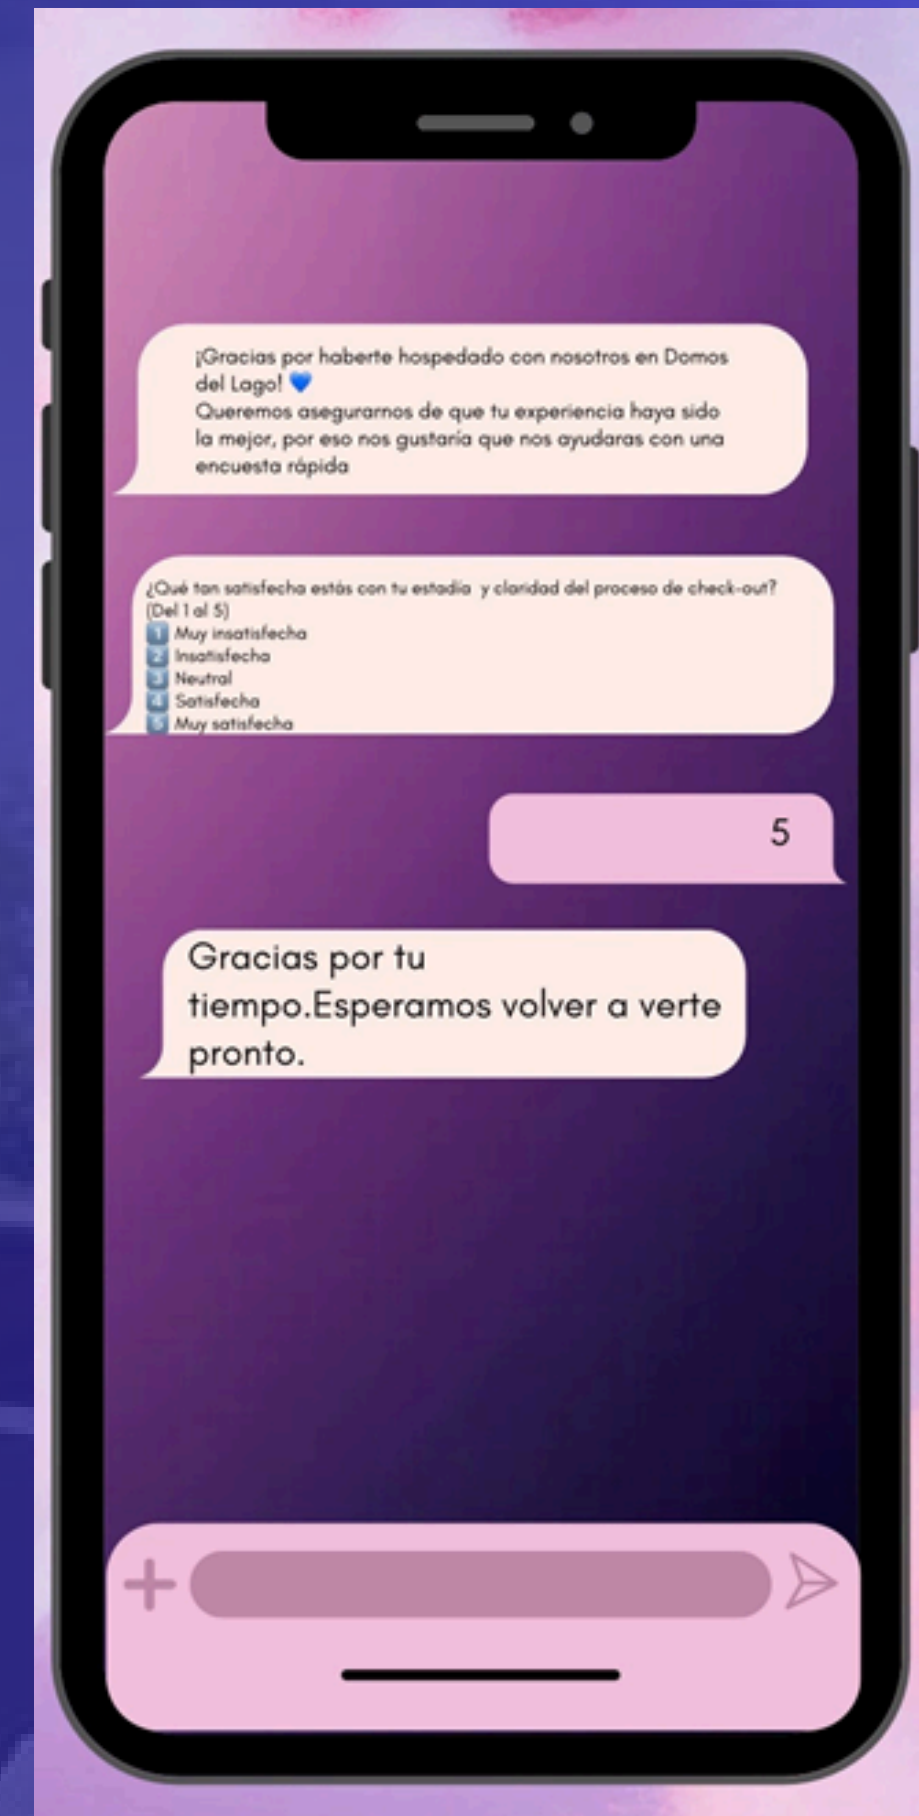 ¡Gracias por haberte hospedado con nosotros en Domos
del Lago! 💙
Queremos asegurarnos de que tu experiencia haya sido
la mejor, por eso nos gustaría que nos ayudaras con una
encuesta rápida
¿Qué tan satisfecha estás con tu estadía  y claridad del proceso de check-out?
(Del 1 al 5)
1️⃣ Muy insatisfecha
2️⃣ Insatisfecha
3️⃣ Neutral
4️⃣ Satisfecha
5️⃣ Muy satisfecha
5
Gracias por tu
tiempo.Esperamos volver a verte
pronto.